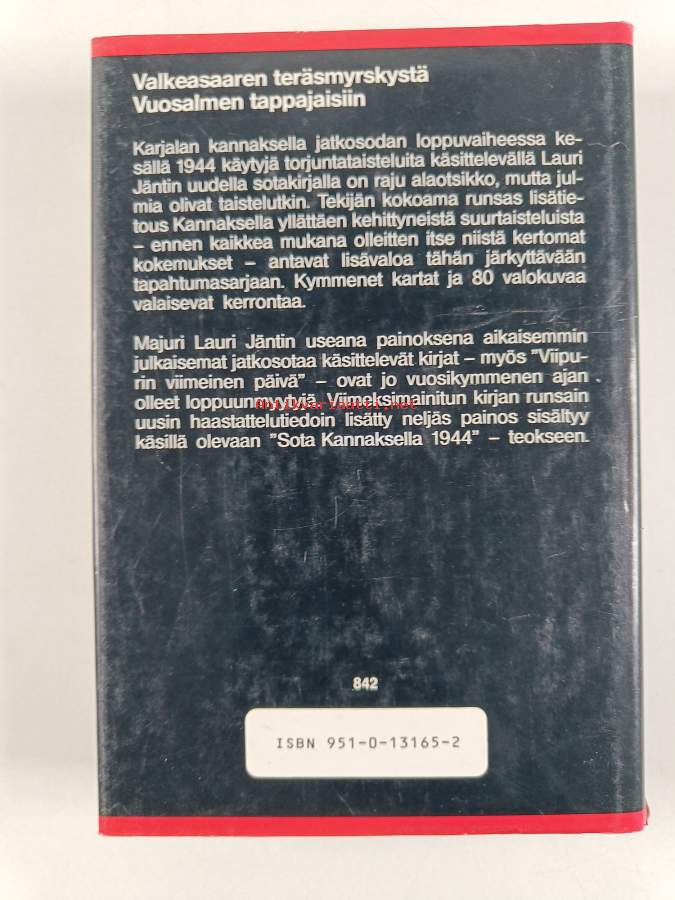 Valkeasaaren teräsmyrskystä
Vuosalmen tappajaisiin
Karjalan kannaksella jatkosodan loppuvaiheessa ke-
sällä 1944 käytyjä torjuntataisteluita käsittelevällä Lauri
Jäntin uudella sotakirjalla on raju alaotsikko, mutta jul-
mia olivat taistelutkin. Tekijän kokoama runsas lisätie-
tous Kannaksella yllättäen kehittyneistä suurtaisteluista
– ennen kaikkea mukana olleitten itse niistä kertomat
kokemukset – antavat lisävaloa tähän järkyttävään
tapahtumasarjaan. Kymmenet kartat ja 80 valokuvaa
valaisevat kerrontaa.
Majuri Lauri Jäntin useana painoksena aikaisemmin
julkaisemat jatkosotaa käsittelevät kirjat – myös "Viipu-
rin viimeinen päivä" – ovat jo vuosikymmenen ajan
olleet loppuunmyytyjä. Viimeksimainitun kirjan runsain
Antikvariaatti.net
uusin haastattelutiedoin lisätty neljäs painos sisältyy
käsillä olevaan "Sota Kannaksella 1944" – teokseen.
842
ISBN 951-0-13165-2